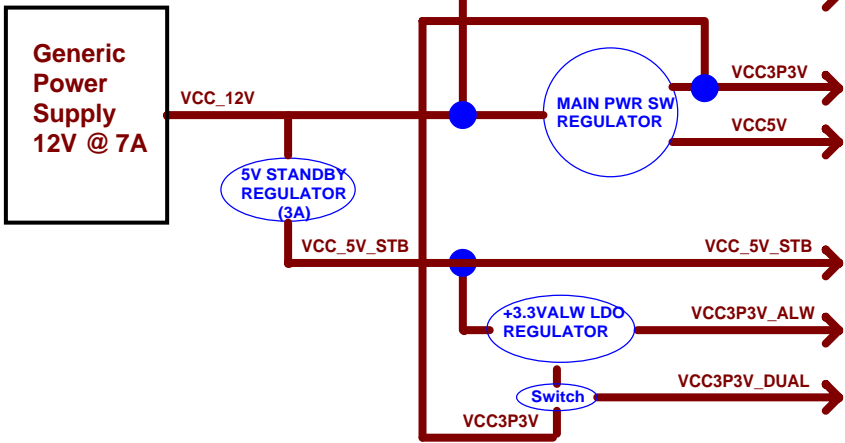 Generic
Power
Supply
12V @ 7A
VCC_12V
MAIN PWR SW
REGULATOR
VCC3P3V
VCC5V
5V STANDBY
REGULATOR
(3A)
VCC_5V_STB
VCC_5V_STB
+3.3VALW LDO
REGULATOR
VCC3P3V_ALW
Switch
VCC3P3V_DUAL
VCC3P3V